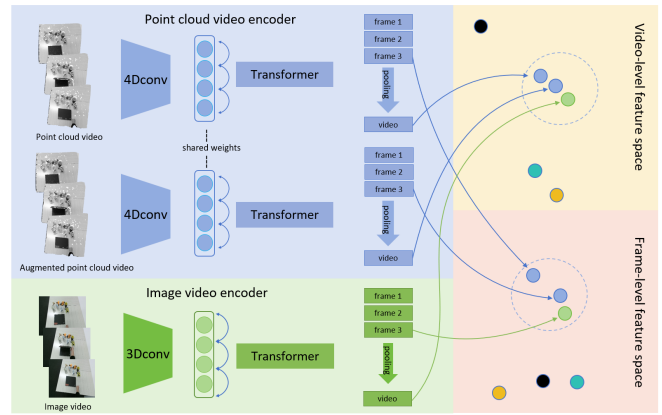 Point cloud video encoder
4Dconv
Transformer
Point cloud video
frame 1
frame 2
frame 3
pooling
video
shared weights
4Dconv
Transformer
Augmented point cloud video
frame 1
frame 2
frame 3
pooling
video
Image video encoder
3Dconv
Transformer
Image video
frame 1
frame 2
frame 3
pooling
video
Video-level feature space
Frame-level feature space